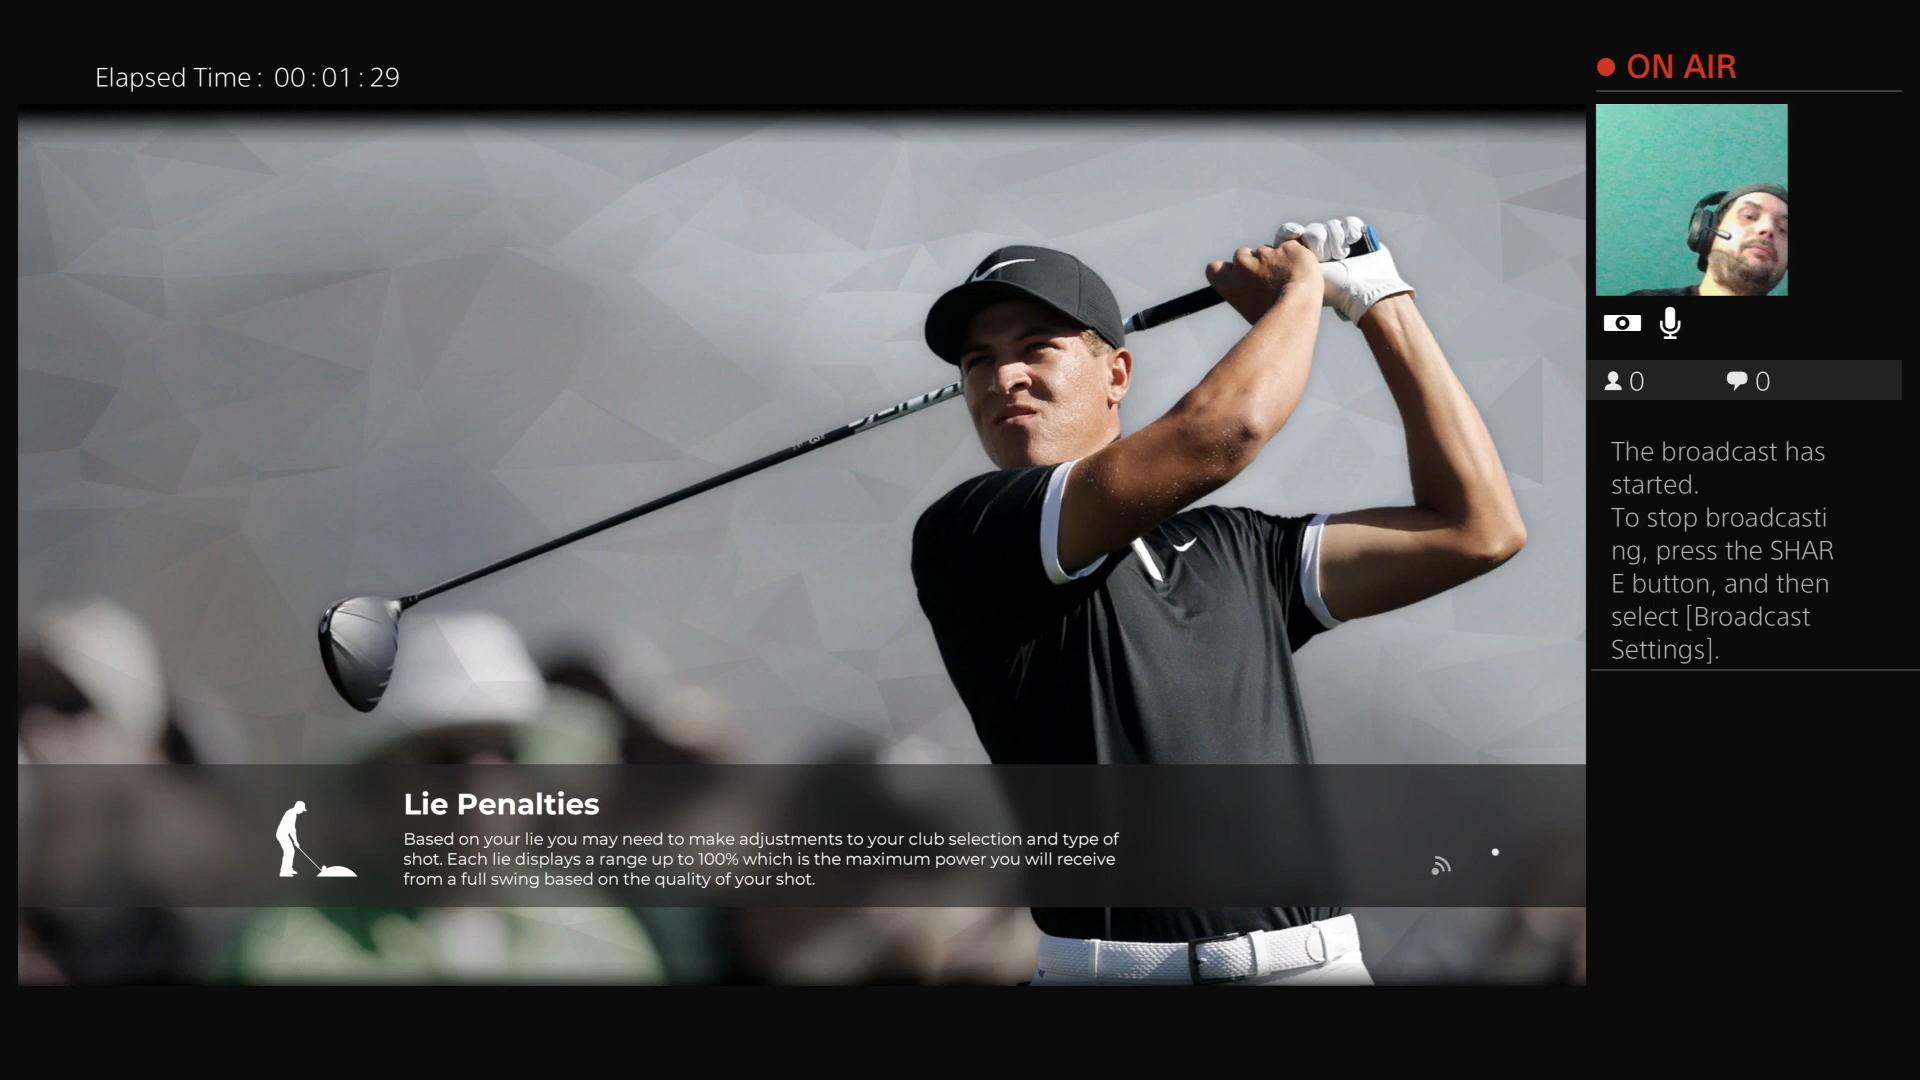 Elapsed Time: 00:01:29
ON AIR
0 0
The broadcast has
started.
To stop broadcasti
ng, press the SHAR
E button, and then
select [Broadcast
Settings].
Lie Penalties
Based on your lie you may need to make adjustments to your club selection and type of
shot. Each lie displays a range up to 100% which is the maximum power you will receive
from a full swing based on the quality of your shot.